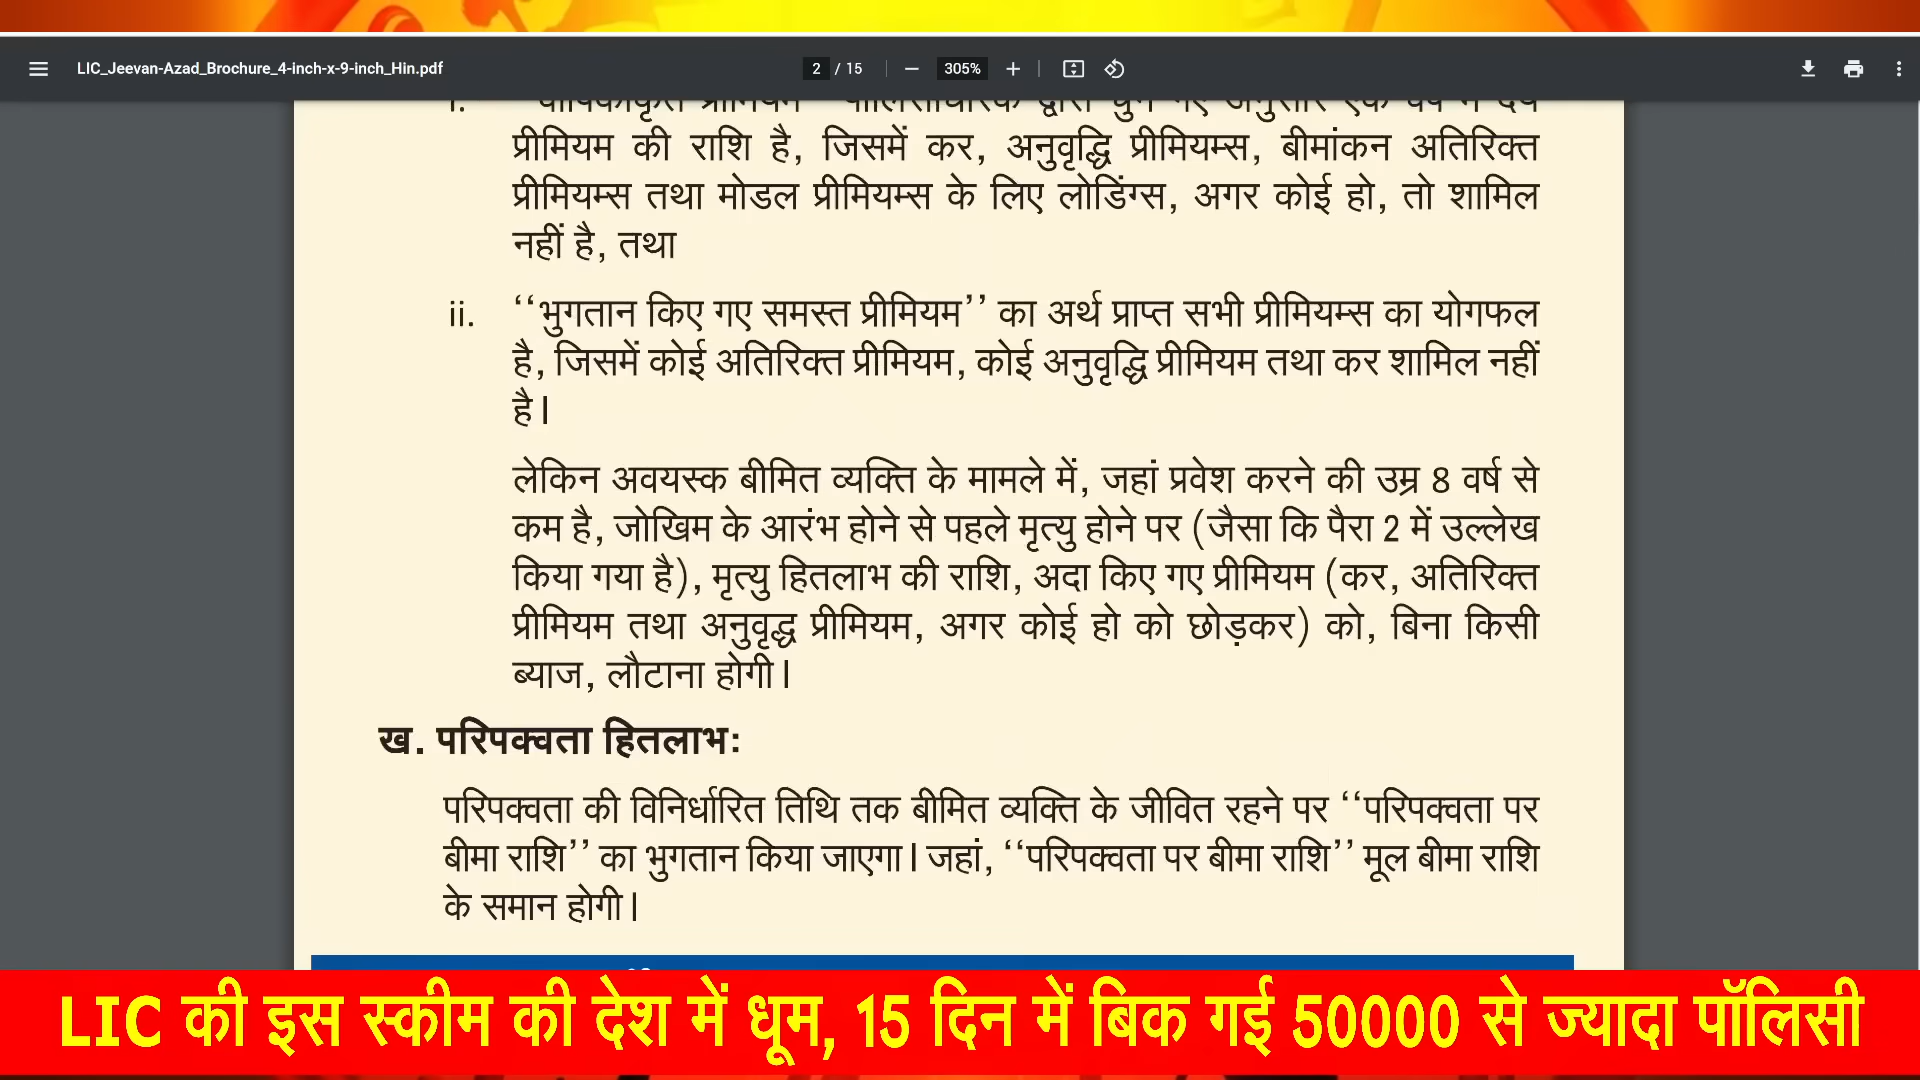 LIC_Jeevan-Azad_Brochure_4-inch-x-9-inch_Hin.pdf
2 / 15
305%
प्रीमियम की राशि है, जिसमें कर, अनुवृद्धि प्रीमियम्स, बीमांकन अतिरिक्त
प्रीमियम्स तथा मोडल प्रीमियम्स के लिए लोडिंग्स, अगर कोई हो, तो शामिल
नहीं है, तथा
ii. ‘‘भुगतान किए गए समस्त प्रीमियम’’ का अर्थ प्राप्त सभी प्रीमियम्स का योगफल
है, जिसमें कोई अतिरिक्त प्रीमियम, कोई अनुवृद्धि प्रीमियम तथा कर शामिल नहीं
है।
लेकिन अवयस्क बीमित व्यक्ति के मामले में, जहां प्रवेश करने की उम्र 8 वर्ष से
कम है, जोखिम के आरंभ होने से पहले मृत्यु होने पर (जैसा कि पैरा 2 में उल्लेख
किया गया है), मृत्यु हितलाभ की राशि, अदा किए गए प्रीमियम (कर, अतिरिक्त
प्रीमियम तथा अनुवृद्ध प्रीमियम, अगर कोई हो को छोड़कर) को, बिना किसी
ब्याज, लौटाना होगी।
ख. परिपक्वता हितलाभः
परिपक्वता की विनिर्धारित तिथि तक बीमित व्यक्ति के जीवित रहने पर ‘‘परिपक्वता पर
बीमा राशि’’ का भुगतान किया जाएगा। जहां, ‘‘परिपक्वता पर बीमा राशि’’ मूल बीमा राशि
के समान होगी।
LIC की इस स्कीम की देश में धूम, 15 दिन में बिक गई 50000 से ज्यादा पॉलिसी